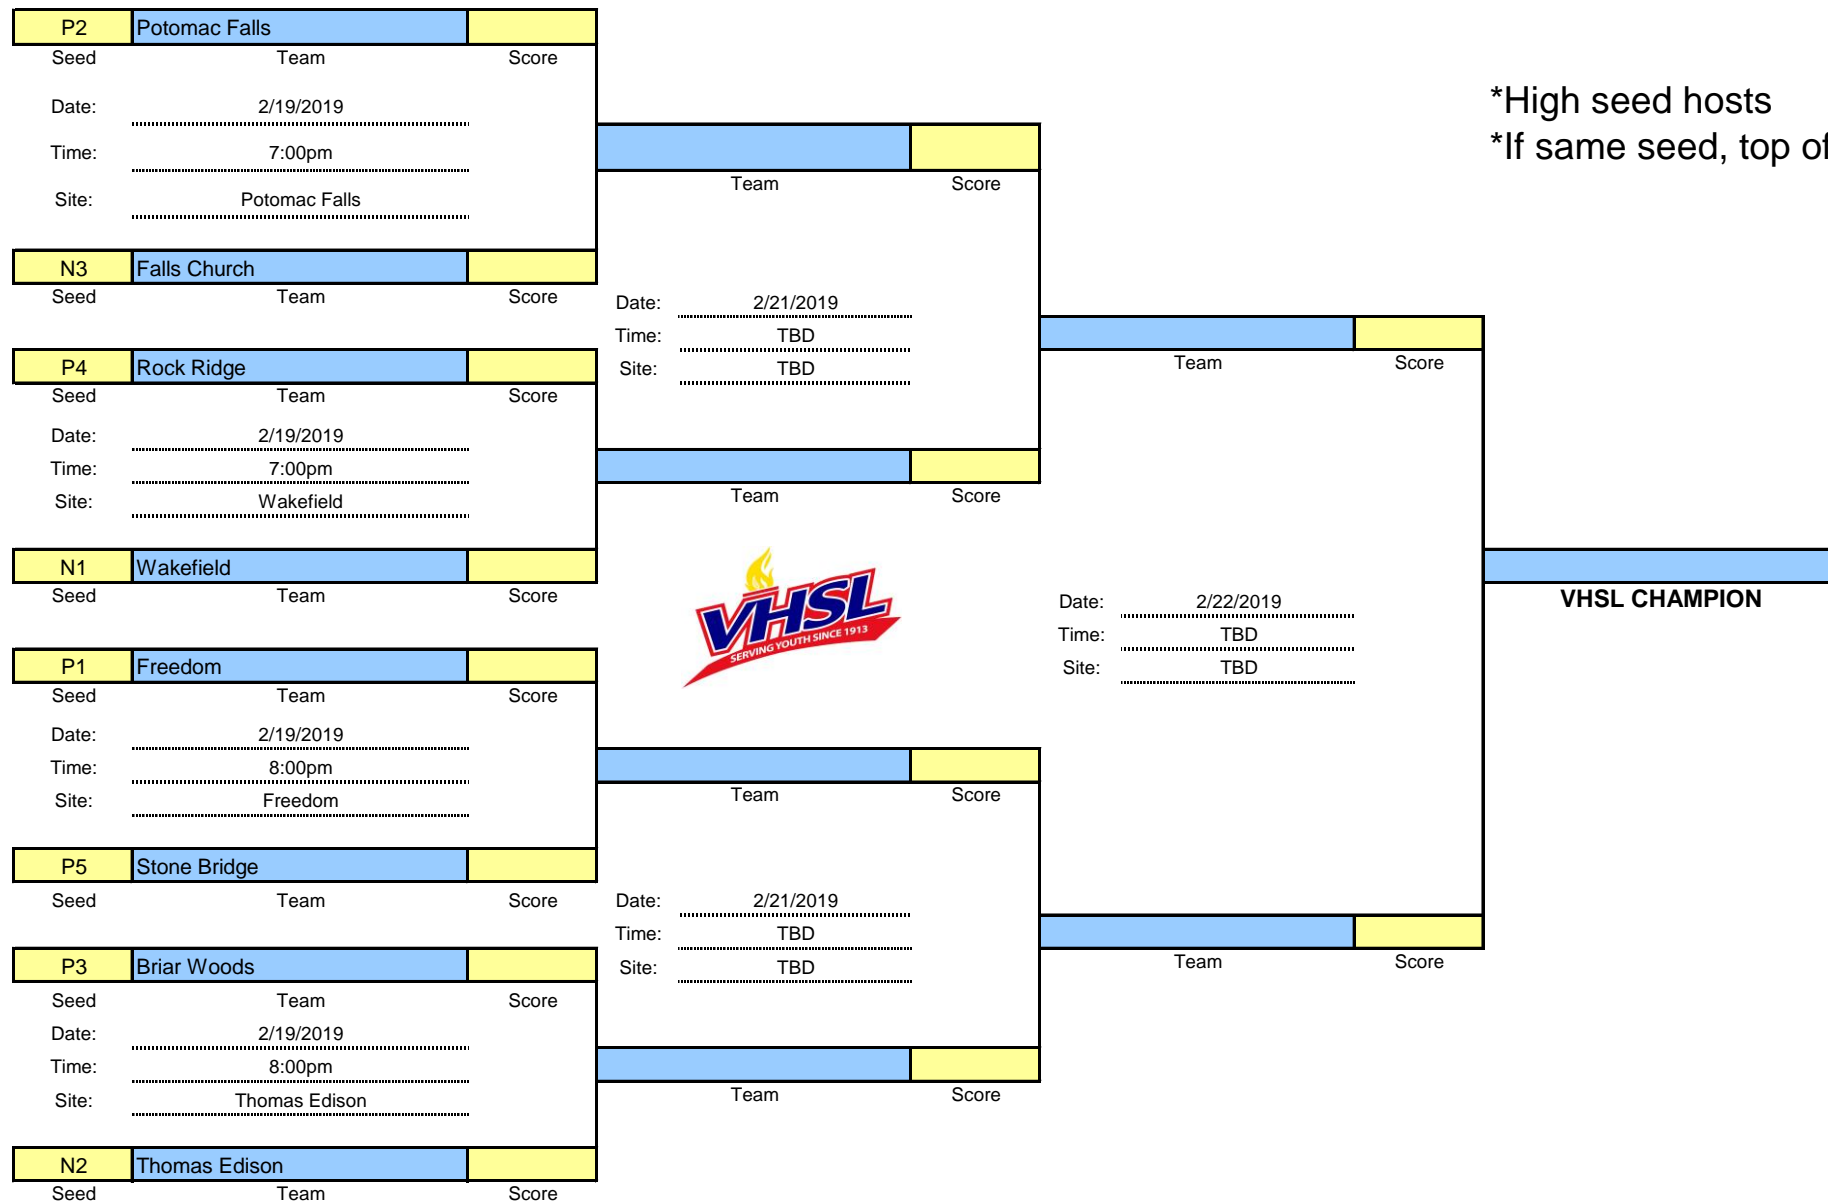 P2 Potomac Falls
Seed Team Score
Date: 2/19/2019
Time: 7:00pm
Site: Potomac Falls
N3 Falls Church
Seed Team Score
P4 Rock Ridge
Seed Team Score
Date: 2/19/2019
Time: 7:00pm
Site: Wakefield
N1 Wakefield
Seed Team Score
P1 Freedom
Seed Team Score
Date: 2/19/2019
Time: 8:00pm
Site: Freedom
P5 Stone Bridge
Seed Team Score
P3 Briar Woods
Seed Team Score
Date: 2/19/2019
Time: 8:00pm
Site: Thomas Edison
N2 Thomas Edison
Seed Team Score
Team Score
Date: 2/21/2019
Time: TBD
Site: TBD
Team Score
VHSL
SERVING YOUTH SINCE 1913
Team Score
Date: 2/21/2019
Time: TBD
Site: TBD
Team Score
Team Score
Date: 2/22/2019
Time: TBD
Site: TBD
Team Score
*High seed hosts
*If same seed, top of
VHSL CHAMPION